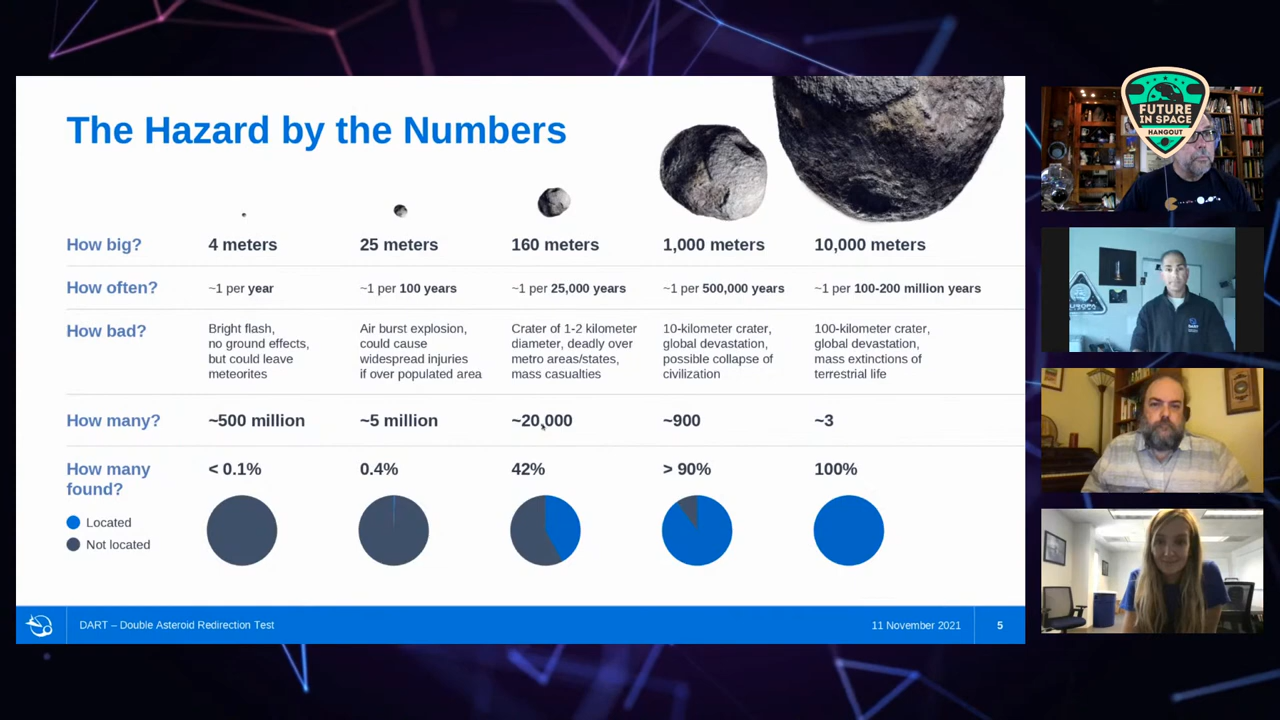 The Hazard by the Numbers
How big?
4 meters
25 meters
160 meters
1,000 meters
10,000 meters
How often?
~1 per year
~1 per 100 years
~1 per 25,000 years
~1 per 500,000 years
~1 per 100-200 million years
How bad?
Bright flash,
no ground effects,
but could leave
meteorites
Air burst explosion,
could cause
widespread injuries
if over populated area
Crater of 1-2 kilometer
diameter, deadly over
metro areas/states,
mass casualties
10-kilometer crater,
global devastation,
possible collapse of
civilization
100-kilometer crater,
global devastation,
mass extinctions of
terrestrial life
How many?
~500 million
~5 million
~20,000
~900
~3
How many
found?
< 0.1%
0.4%
42%
> 90%
100%
Located
Not located
DART – Double Asteroid Redirection Test
11 November 2021
5
FUTURE
IN SPACE
HANGOUT